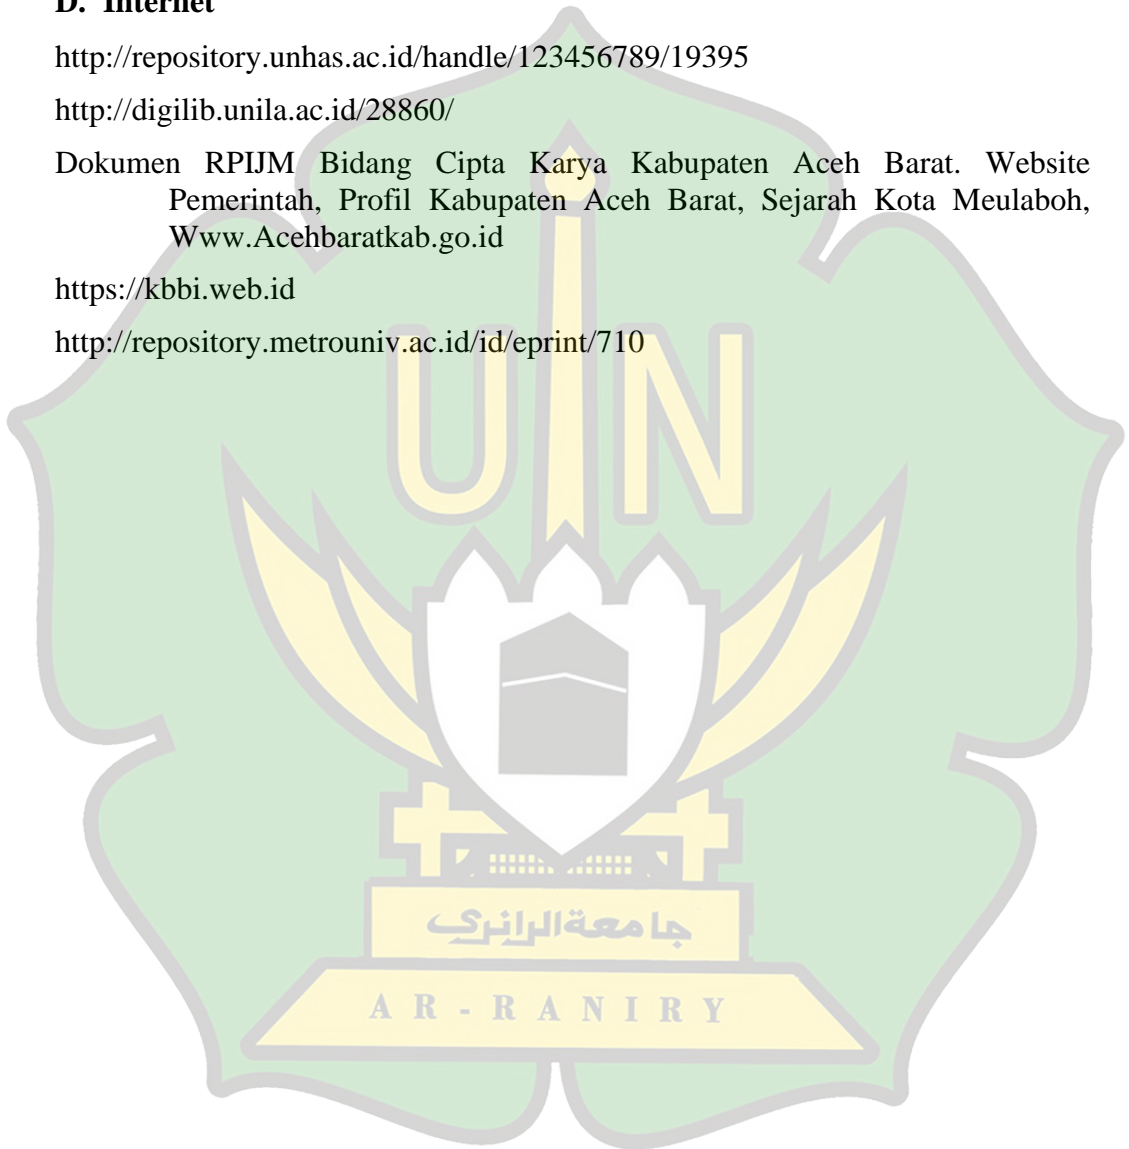 D. Internet
http://repository.unhas.ac.id/handle/123456789/19395
http://digilib.unila.ac.id/28860/
Dokumen RPIJM Bidang Cipta Karya Kabupaten Aceh Barat. Website
Pemerintah, Profil Kabupaten Aceh Barat, Sejarah Kota Meulaboh,
Www.Acehbaratkab.go.id
https://kbbi.web.id
http://repository.metrouniv.ac.id/id/eprint/710
UIN
جامعة الرانري
AR-RANIRY